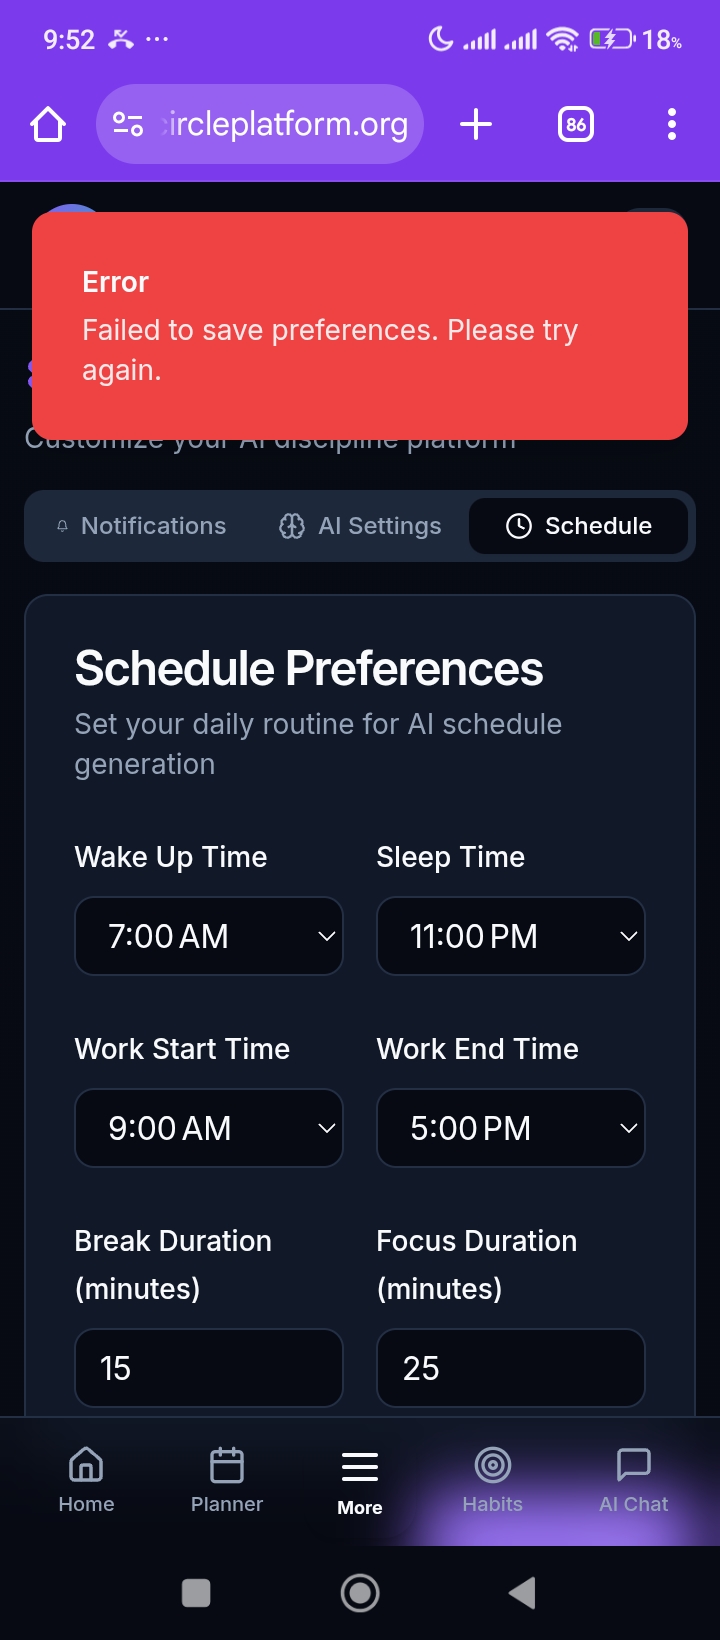 9:52
18%
ircleplatform.org
86
Error
Failed to save preferences. Please try
again.
Customize your AI discipline platform
Notifications
AI Settings
Schedule
Schedule Preferences
Set your daily routine for AI schedule
generation
Wake Up Time
Sleep Time
7:00 AM
11:00 PM
Work Start Time
Work End Time
9:00 AM
5:00 PM
Break Duration
(minutes)
Focus Duration
(minutes)
15
25
Home
Planner
More
Habits
AI Chat